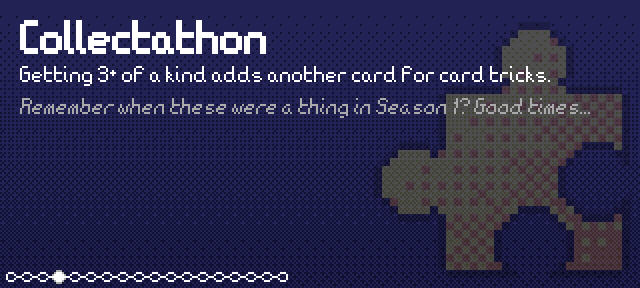 Collectathon
Getting 3+ of a kind adds another card for card tricks.
Remember when these were a thing in Season 1? Good times...